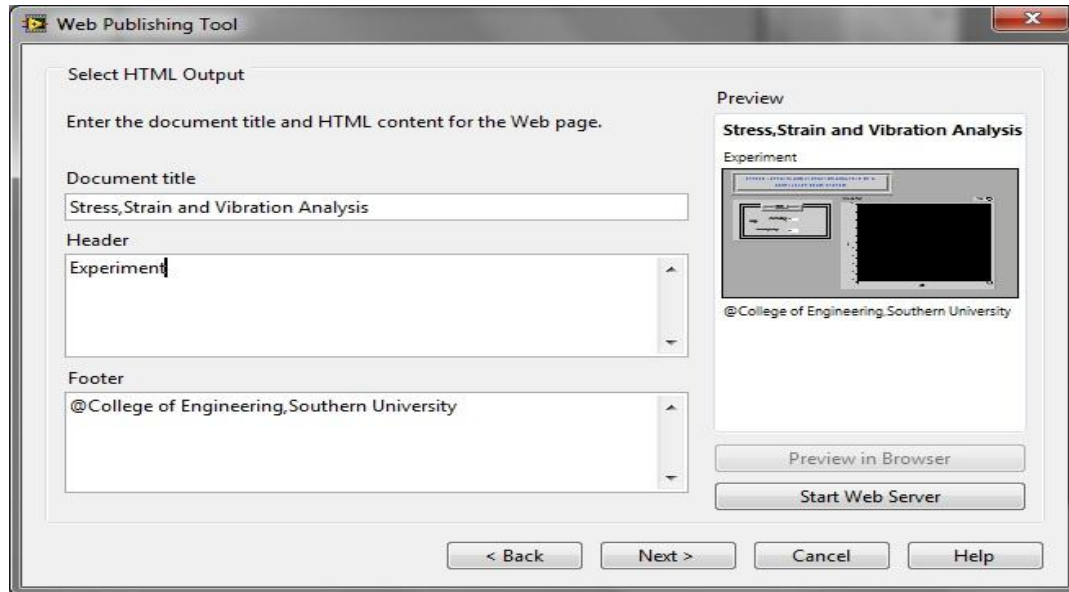 Web Publishing Tool
Select HTML Output
Enter the document title and HTML content for the Web page.
Document title
Stress,Strain and Vibration Analysis
Header
Experiment
Footer
@College of Engineering,Southern University
Preview
Stress,Strain and Vibration Analysis
Experiment
@College of Engineering,Southern University
Preview in Browser
Start Web Server
< Back
Next >
Cancel
Help